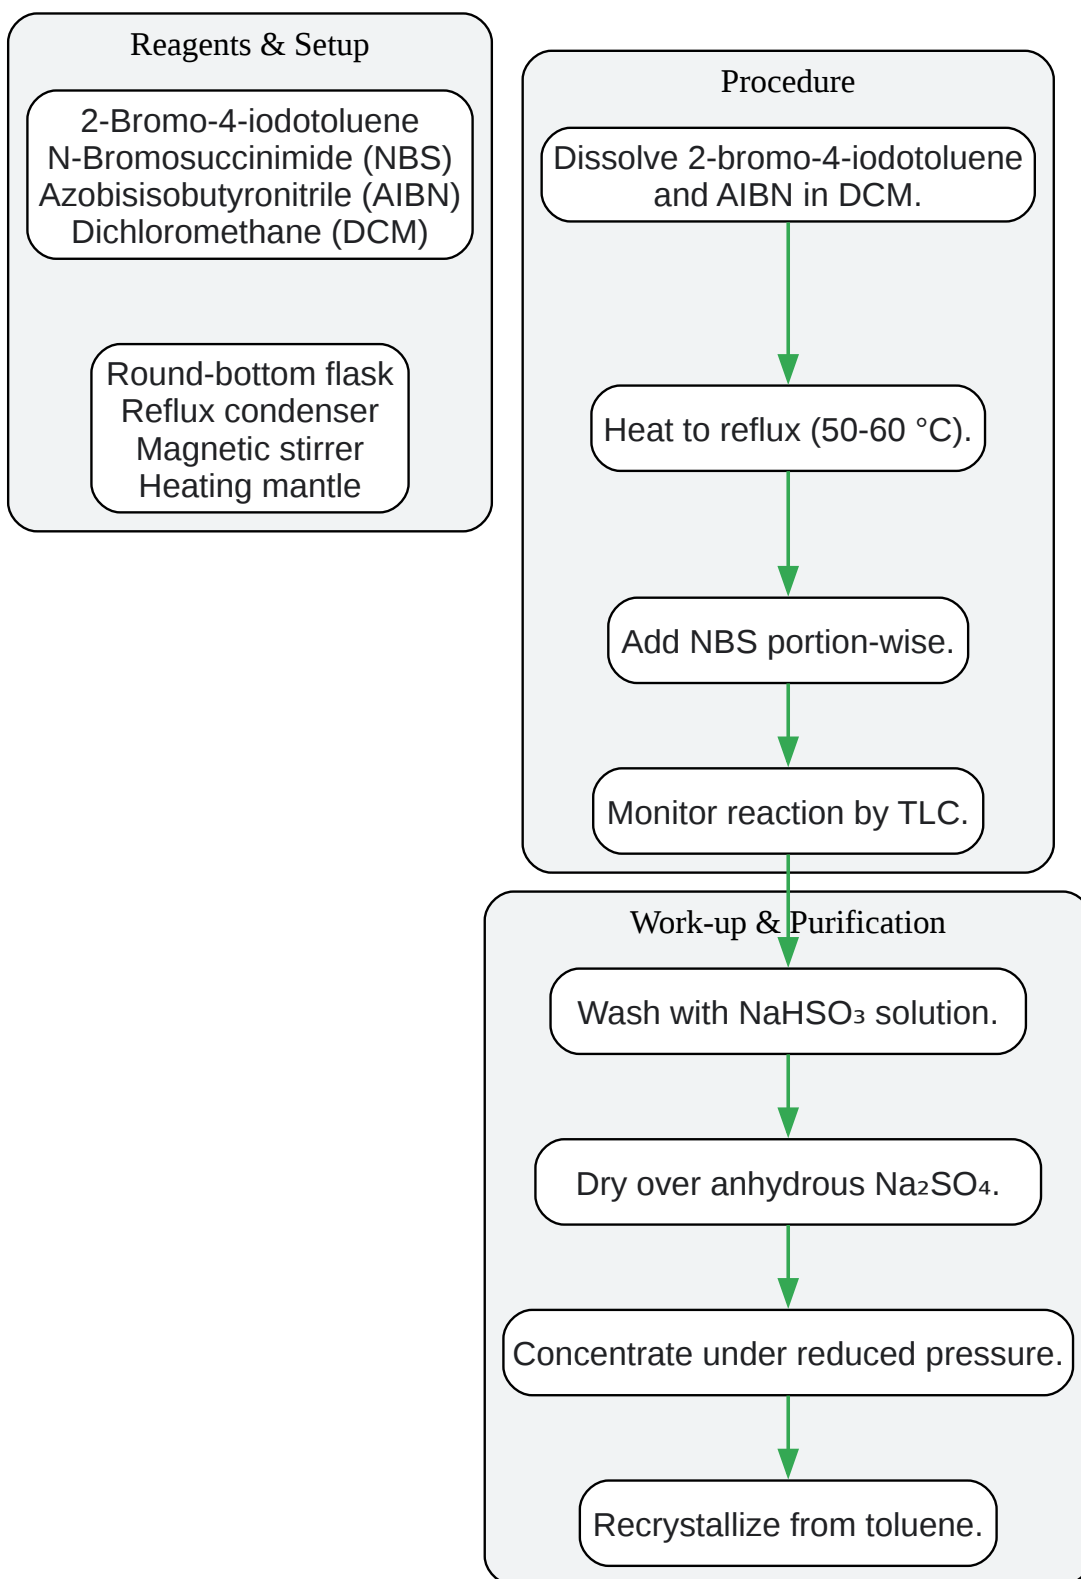 Reagents & Setup
2-Bromo-4-iodotoluene
N-Bromosuccinimide (NBS)
Azobisisobutyronitrile (AIBN)
Dichloromethane (DCM)
Round-bottom flask
Reflux condenser
Magnetic stirrer
Heating mantle
Procedure
Dissolve 2-bromo-4-iodotoluene
and AIBN in DCM.
Heat to reflux (50-60 °C).
Add NBS portion-wise.
Monitor reaction by TLC.
Work-up & Purification
Wash with NaHSO₃ solution.
Dry over anhydrous Na₂SO₄.
Concentrate under reduced pressure.
Recrystallize from toluene.